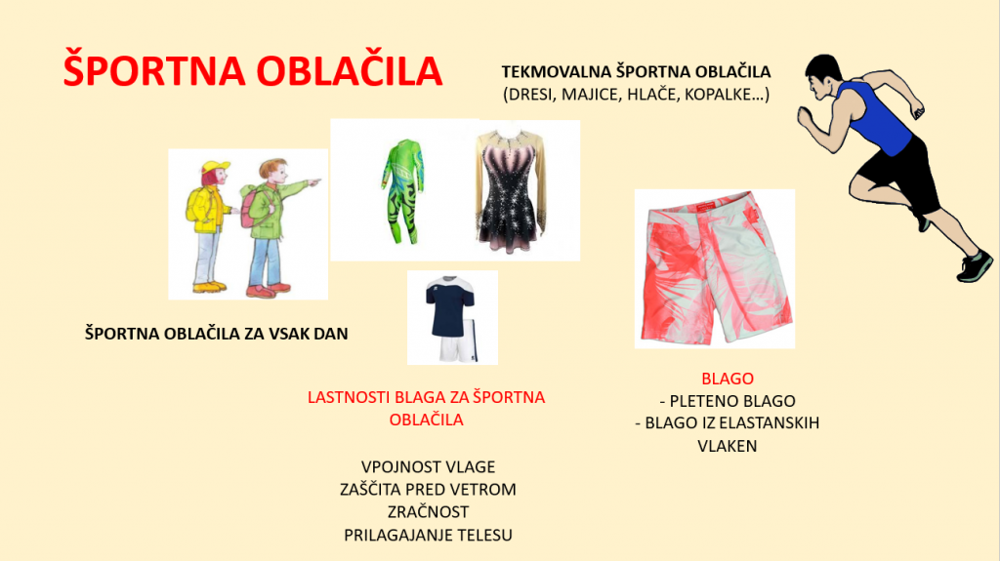 ŠPORTNA OBLAČILA
TEKMOVALNA ŠPORTNA OBLAČILA
(DRESI, MAJICE, HLAČE, KOPALKE…)
ŠPORTNA OBLAČILA ZA VSAK DAN
LASTNOSTI BLAGA ZA ŠPORTNA
OBLAČILA
VPOJNOST VLAGE
ZAŠČITA PRED VETROM
ZRAČNOST
PRILAGAJANJE TELESU
BLAGO
- PLETENO BLAGO
- BLAGO IZ ELASTANSKIH
VLAKEN